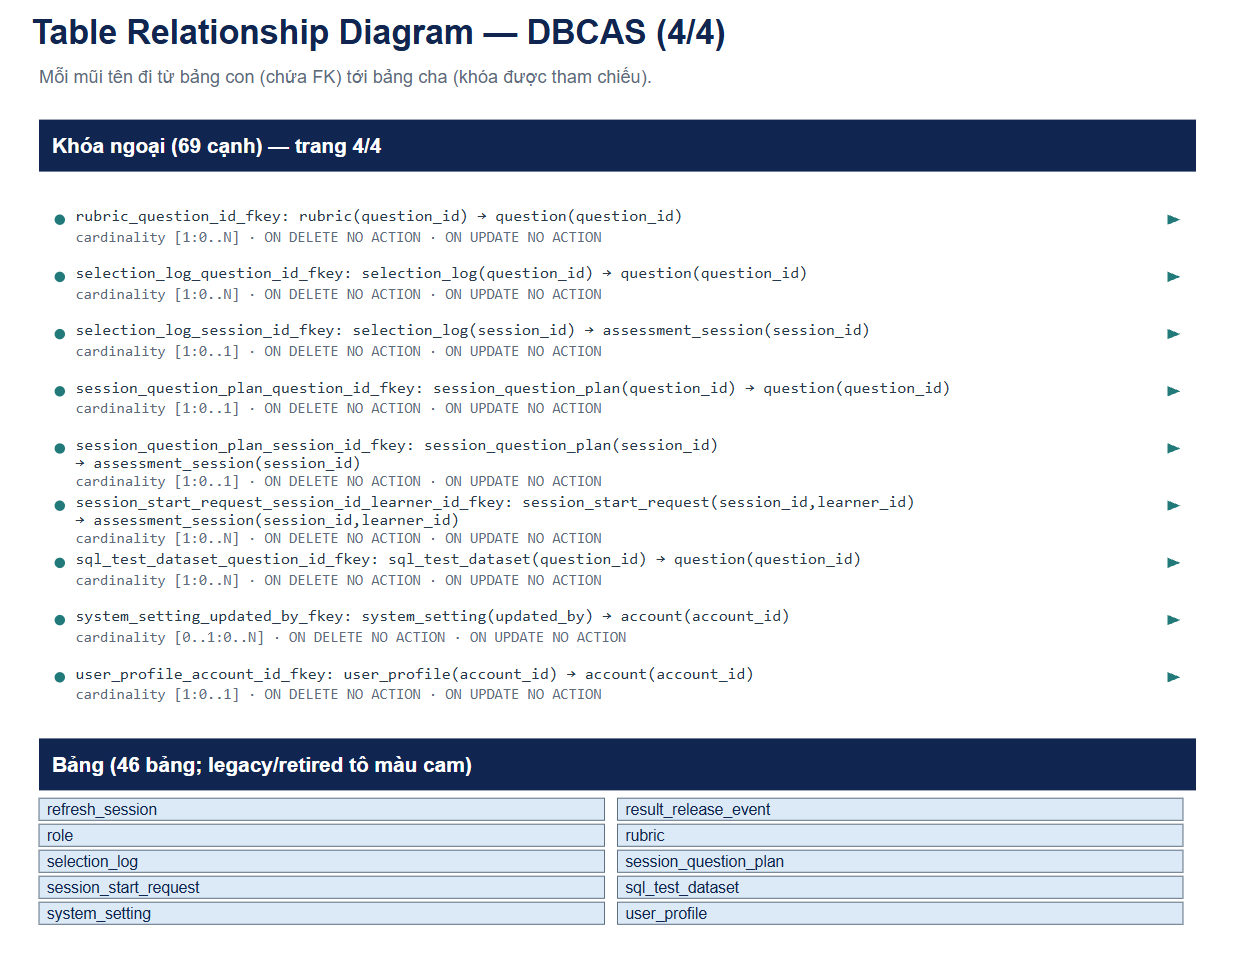 Table Relationship Diagram — DBCAS (4/4)
Mỗi mũi tên đi từ bảng con (chứa FK) tới bảng cha (khóa được tham chiếu).
Khóa ngoại (69 cạnh) — trang 4/4
rubric_question_id_fkey: rubric(question_id) → question(question_id)
cardinality [1:0..N] · ON DELETE NO ACTION · ON UPDATE NO ACTION
selection_log_question_id_fkey: selection_log(question_id) → question(question_id)
cardinality [1:0..N] · ON DELETE NO ACTION · ON UPDATE NO ACTION
selection_log_session_id_fkey: selection_log(session_id) → assessment_session(session_id)
cardinality [1:0..1] · ON DELETE NO ACTION · ON UPDATE NO ACTION
session_question_plan_question_id_fkey: session_question_plan(question_id) → question(question_id)
cardinality [1:0..1] · ON DELETE NO ACTION · ON UPDATE NO ACTION
session_question_plan_session_id_fkey: session_question_plan(session_id)
→ assessment_session(session_id)
cardinality [1:0..1] · ON DELETE NO ACTION · ON UPDATE NO ACTION
session_start_request_session_id_learner_id_fkey: session_start_request(session_id,learner_id)
→ assessment_session(session_id,learner_id)
cardinality [1:0..N] · ON DELETE NO ACTION · ON UPDATE NO ACTION
sql_test_dataset_question_id_fkey: sql_test_dataset(question_id) → question(question_id)
cardinality [1:0..N] · ON DELETE NO ACTION · ON UPDATE NO ACTION
system_setting_updated_by_fkey: system_setting(updated_by) → account(account_id)
cardinality [0..1:0..N] · ON DELETE NO ACTION · ON UPDATE NO ACTION
user_profile_account_id_fkey: user_profile(account_id) → account(account_id)
cardinality [1:0..1] · ON DELETE NO ACTION · ON UPDATE NO ACTION
Bảng (46 bảng; legacy/retired tô màu cam)
refresh_session
result_release_event
role
rubric
selection_log
session_question_plan
session_start_request
sql_test_dataset
system_setting
user_profile